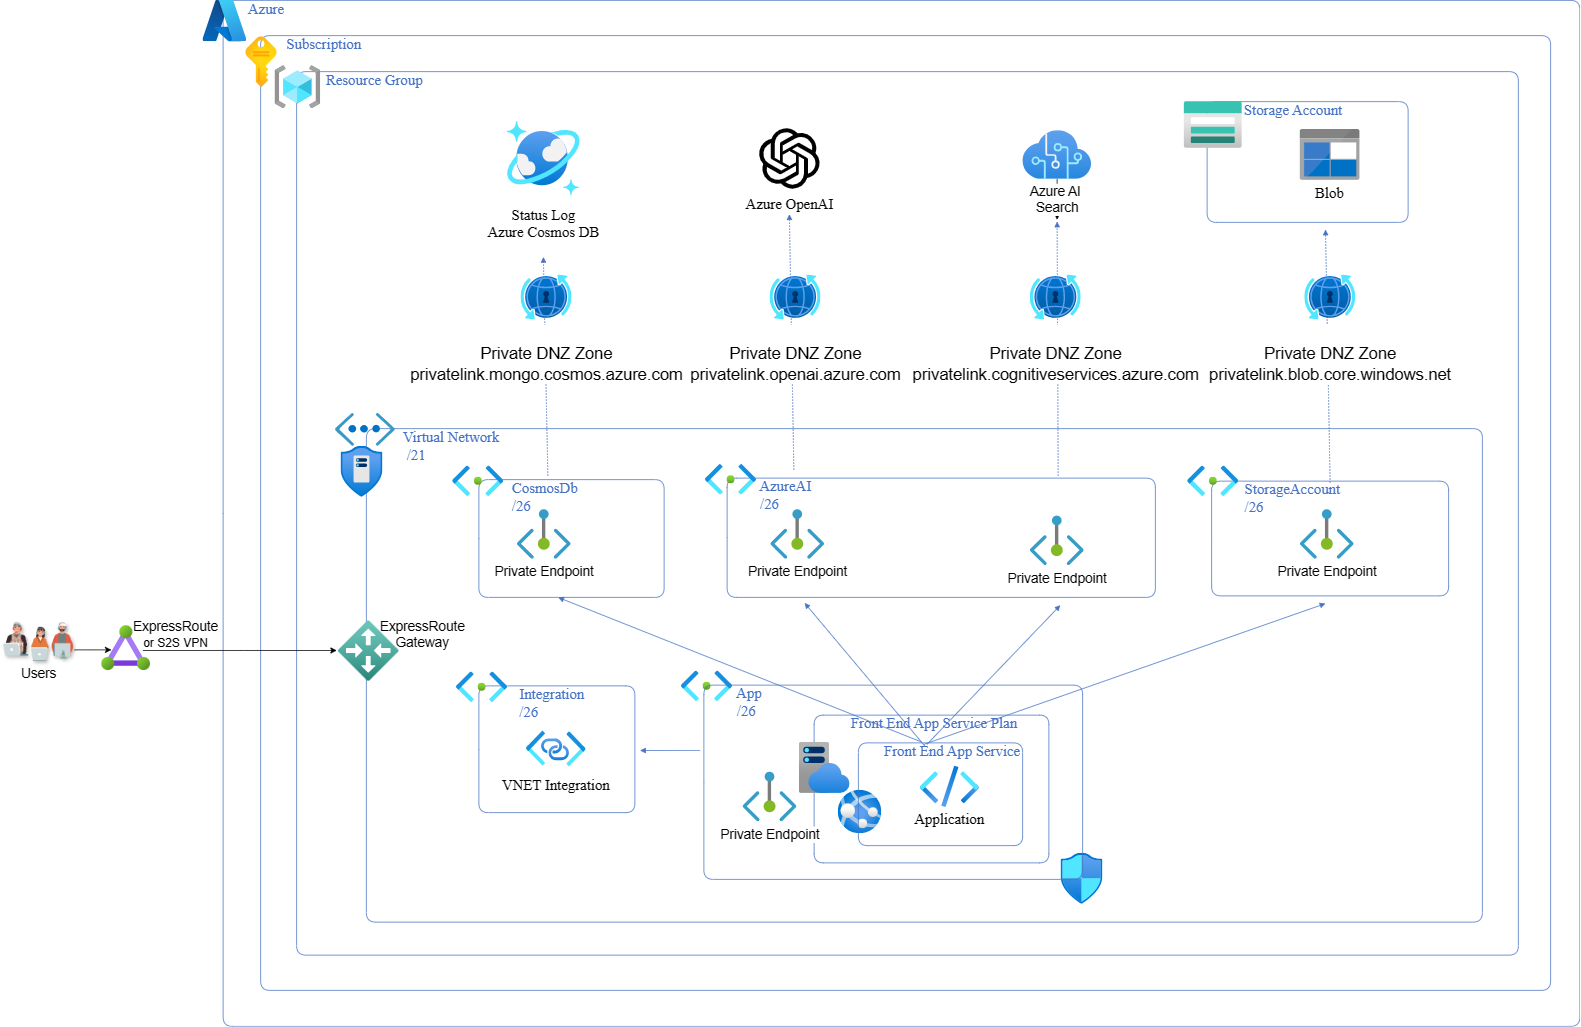 Azure
Subscription
Resource Group
Storage Account
Blob
Status Log
Azure Cosmos DB
Azure OpenAI
Azure AI
Search
Private DNZ Zone
privatelink.mongo.cosmos.azure.com
Private DNZ Zone
privatelink.openai.azure.com
Private DNZ Zone
privatelink.cognitiveservices.azure.com
Private DNZ Zone
privatelink.blob.core.windows.net
Virtual Network
/21
CosmosDb
/26
Private Endpoint
AzureAI
/26
Private Endpoint
Private Endpoint
StorageAccount
/26
Private Endpoint
Users
ExpressRoute
or S2S VPN
ExpressRoute
Gateway
Integration
/26
VNET Integration
App
/26
Front End App Service Plan
Front End App Service
Application
Private Endpoint